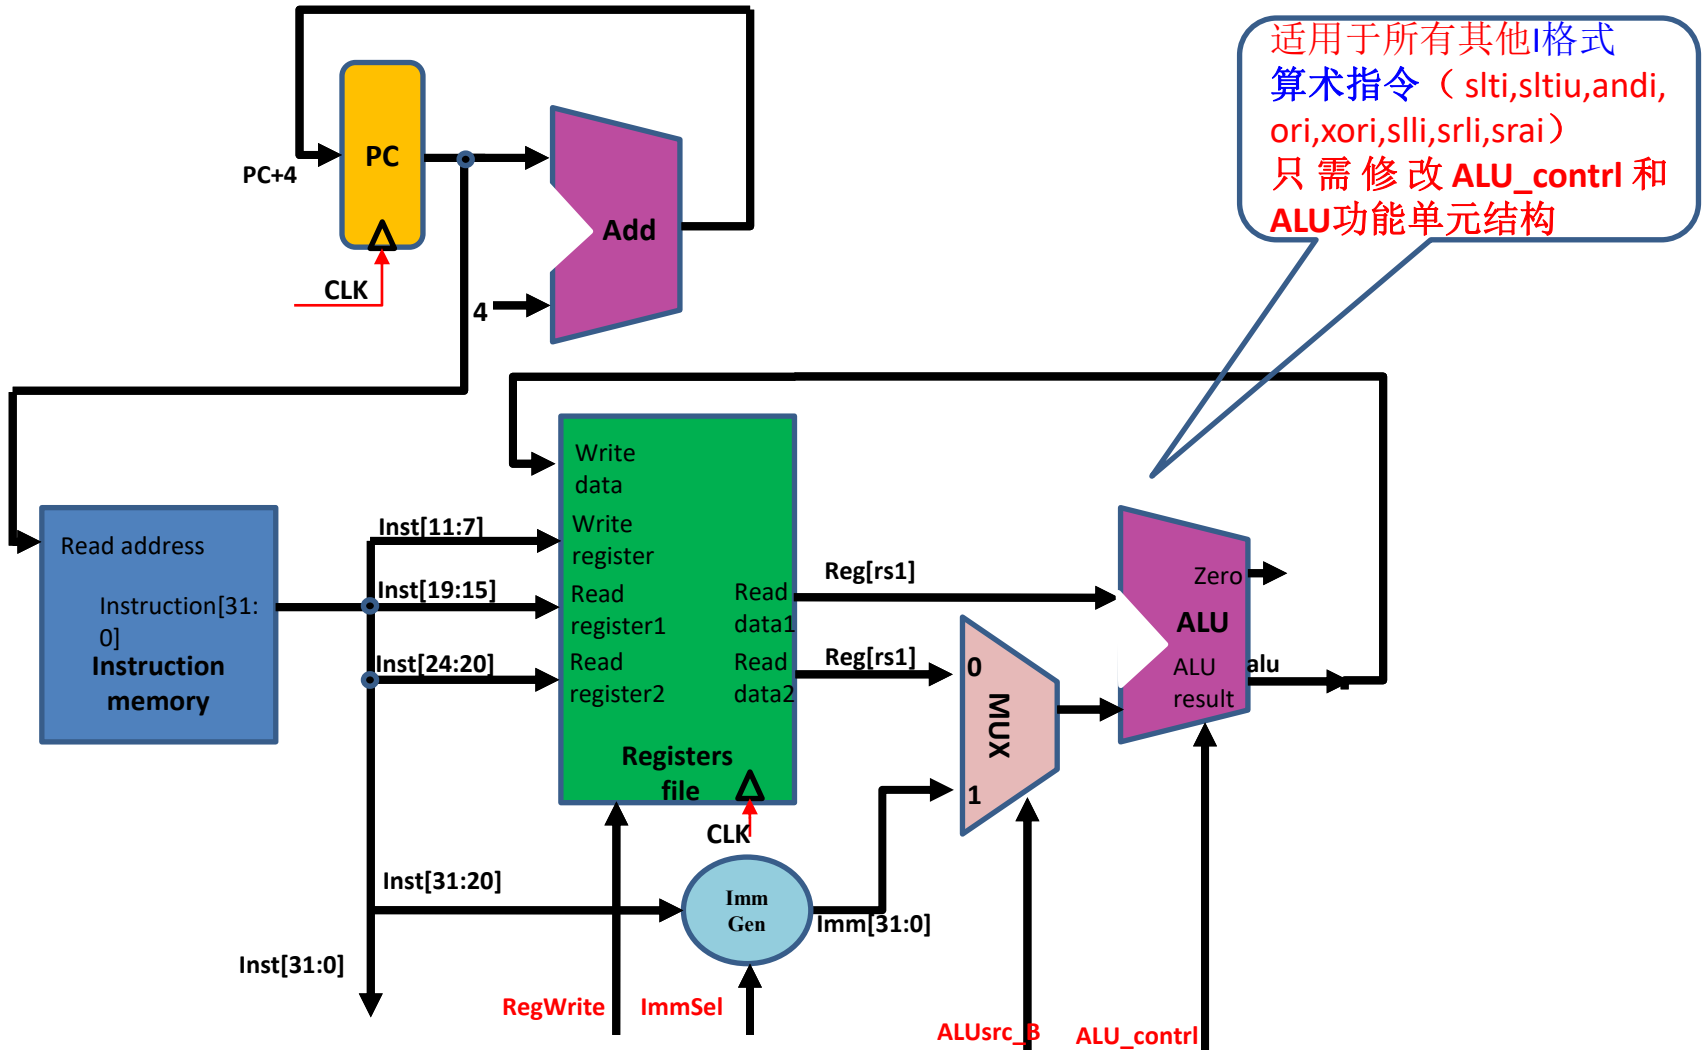 适用于所有其他I格式
算术指令（ slti,sltiu,andi,
ori,xori,slli,srli,srai）
只需修改ALU_contrl和
ALU功能单元结构
PC
PC+4
Add
CLK
4
Write
data
Read address
Inst[11:7]
Write
register
Instruction[31:
0]
Inst[19:15]
Read
register1
Read
data1
Reg[rs1]
Zero
ALU
Instruction
memory
Inst[24:20]
Read
register2
Read
data2
Reg[rs1]
0
MUX
1
ALU
result
alu
Registers
file
CLK
Inst[31:20]
Imm
Gen
Imm[31:0]
Inst[31:0]
RegWrite
ImmSel
ALUsrc_B
ALU_contrl